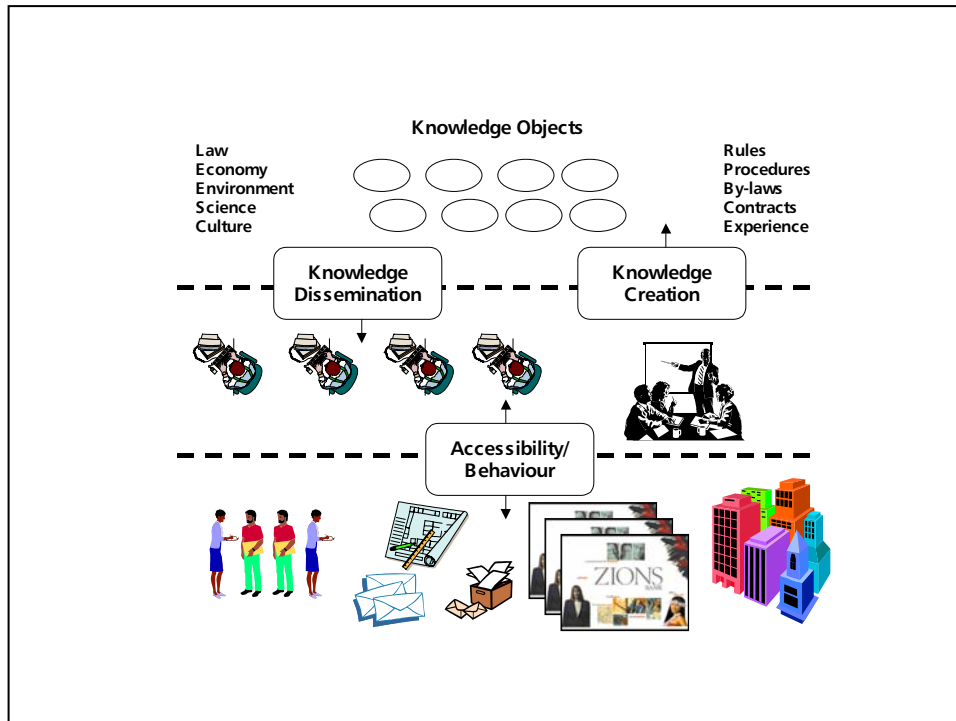 Knowledge Objects
Law
Economy
Environment
Science
Culture
Rules
Procedures
By-laws
Contracts
Experience
Knowledge
Dissemination
Knowledge
Creation
Accessibility/
Behaviour
ZIONS
BANK